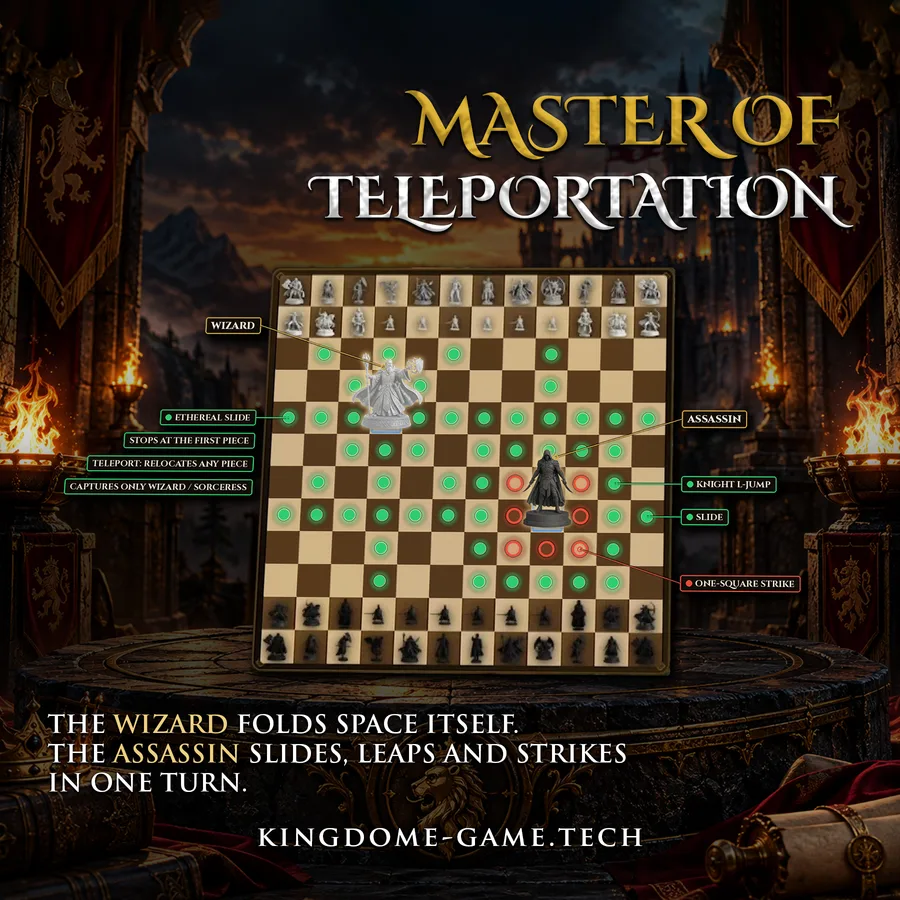 MASTER OF
TELEPORTATION
WIZARD
ETHEREAL SLIDE
STOPS AT THE FIRST PIECE
TELEPORT: RELOCATES ANY PIECE
CAPTURES ONLY WIZARD / SORCERESS
ASSASSIN
KNIGHT L-JUMP
SLIDE
ONE-SQUARE STRIKE
THE WIZARD FOLDS SPACE ITSELF.
THE ASSASSIN SLIDES, LEAPS AND STRIKES
IN ONE TURN.
KINGDOME-GAME.TECH